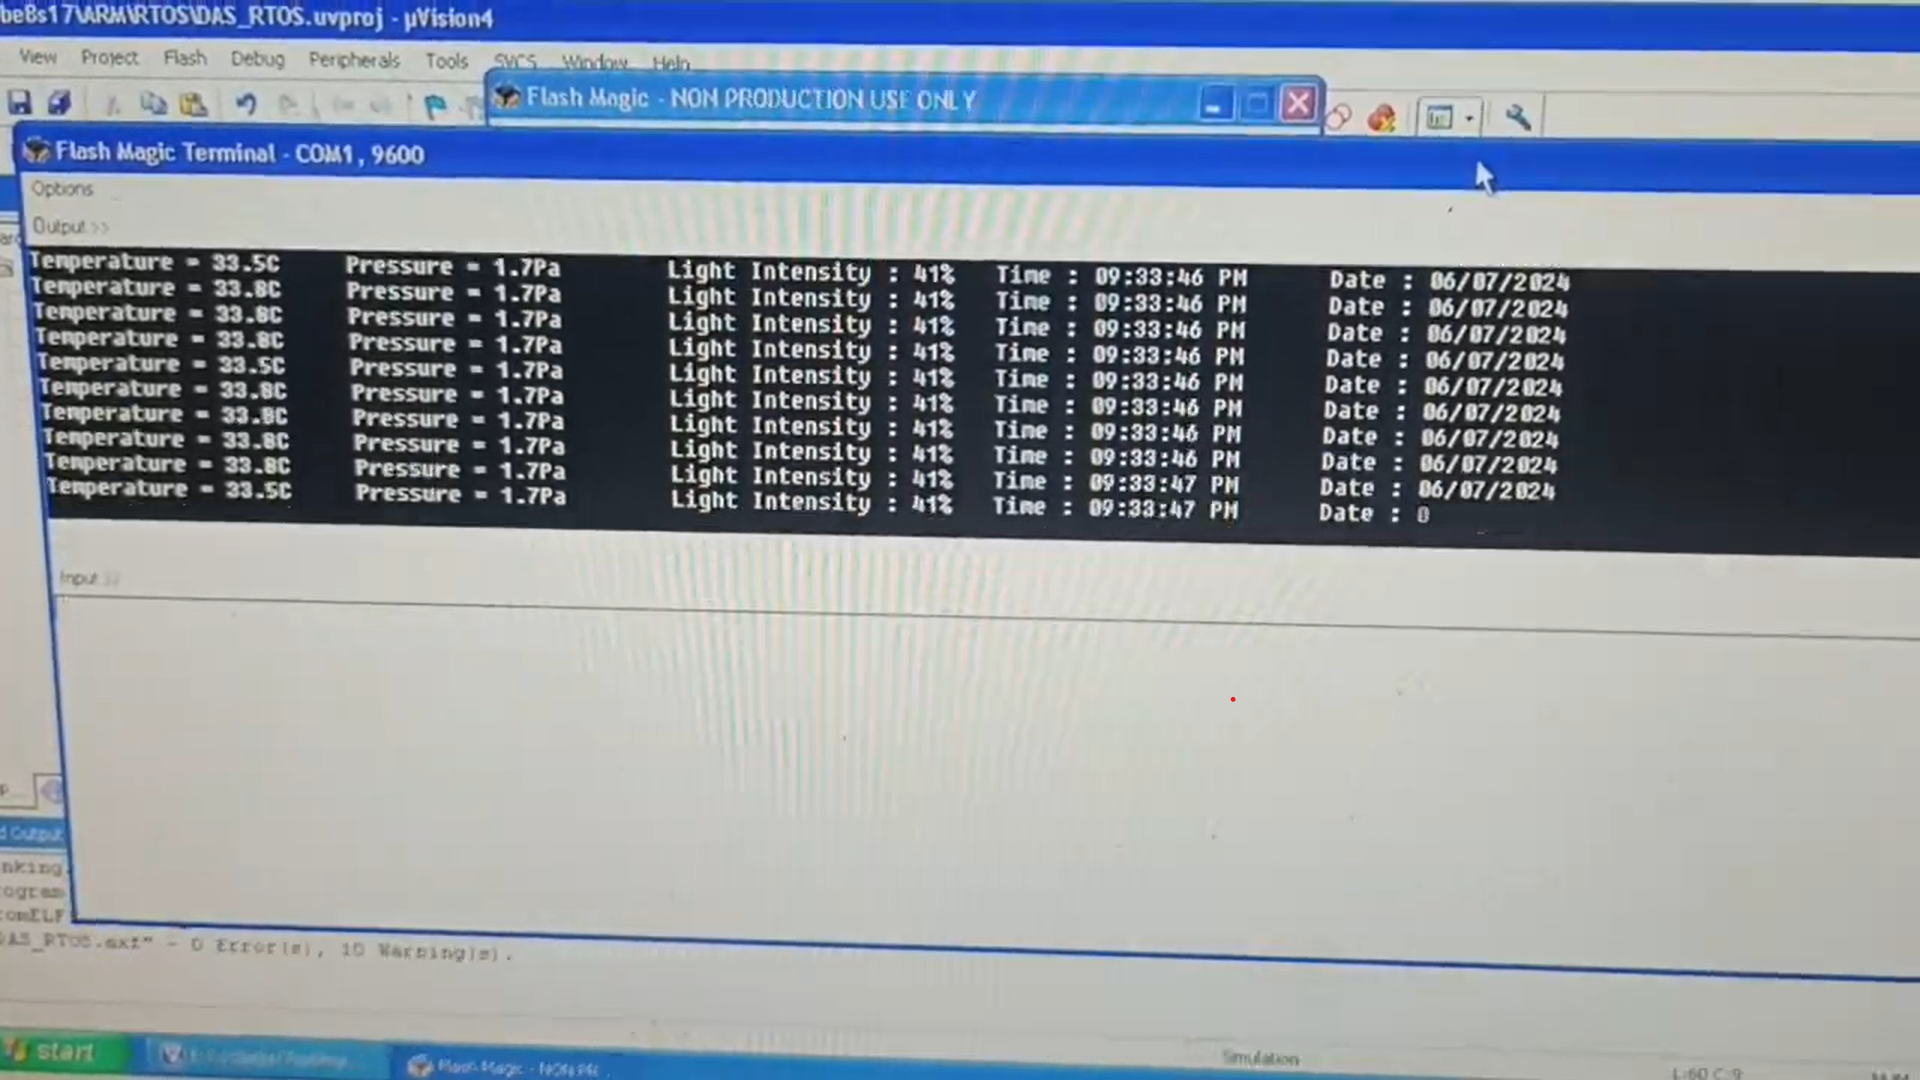 be8s17\ARM\RTOS\DAS_RTOS.uvproj - µVision4
View Project Flash Debug Peripherals Tools SVCS Window Help
Flash Magic - NON PRODUCTION USE ONLY
Flash Magic Terminal - COM1, 9600
Options
Output >>
Temperature = 33.5C Pressure = 1.7Pa Light Intensity : 41% Time : 09:33:46 PM Date : 06/07/2024
Temperature = 33.8C Pressure = 1.7Pa Light Intensity : 41% Time : 09:33:46 PM Date : 06/07/2024
Temperature = 33.8C Pressure = 1.7Pa Light Intensity : 41% Time : 09:33:46 PM Date : 06/07/2024
Temperature = 33.8C Pressure = 1.7Pa Light Intensity : 41% Time : 09:33:46 PM Date : 06/07/2024
Temperature = 33.5C Pressure = 1.7Pa Light Intensity : 41% Time : 09:33:46 PM Date : 06/07/2024
Temperature = 33.8C Pressure = 1.7Pa Light Intensity : 41% Time : 09:33:46 PM Date : 06/07/2024
Temperature = 33.8C Pressure = 1.7Pa Light Intensity : 41% Time : 09:33:46 PM Date : 06/07/2024
Temperature = 33.8C Pressure = 1.7Pa Light Intensity : 41% Time : 09:33:46 PM Date : 06/07/2024
Temperature = 33.8C Pressure = 1.7Pa Light Intensity : 41% Time : 09:33:47 PM Date : 06/07/2024
Temperature = 33.5C Pressure = 1.7Pa Light Intensity : 41% Time : 09:33:47 PM Date : 0
Input >>
d Output
nking.
rogram
romELF
DAS_RTOS.axf" - 0 Error(s), 10 Warning(s).
start
Flash Magic - NON PR...
Simulation
L:60 C:9